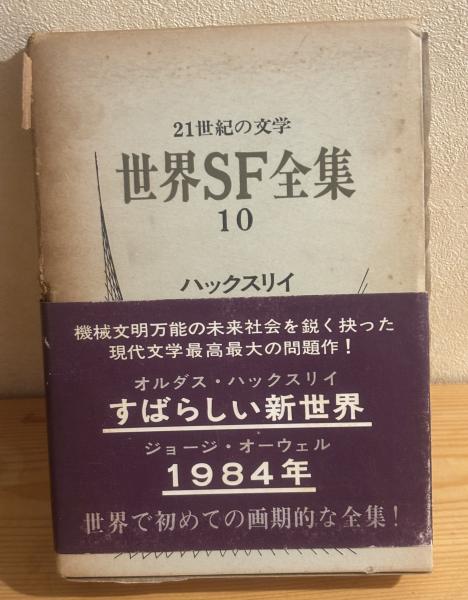 21世紀の文学
世界SF全集
10
ハックスリイ
機械文明万能の未来社会を鋭く抉った
現代文学最高最大の問題作！
オルダス・ハックスリイ
すばらしい新世界
ジョージ・オーウェル
1984年
世界で初めての画期的な全集！